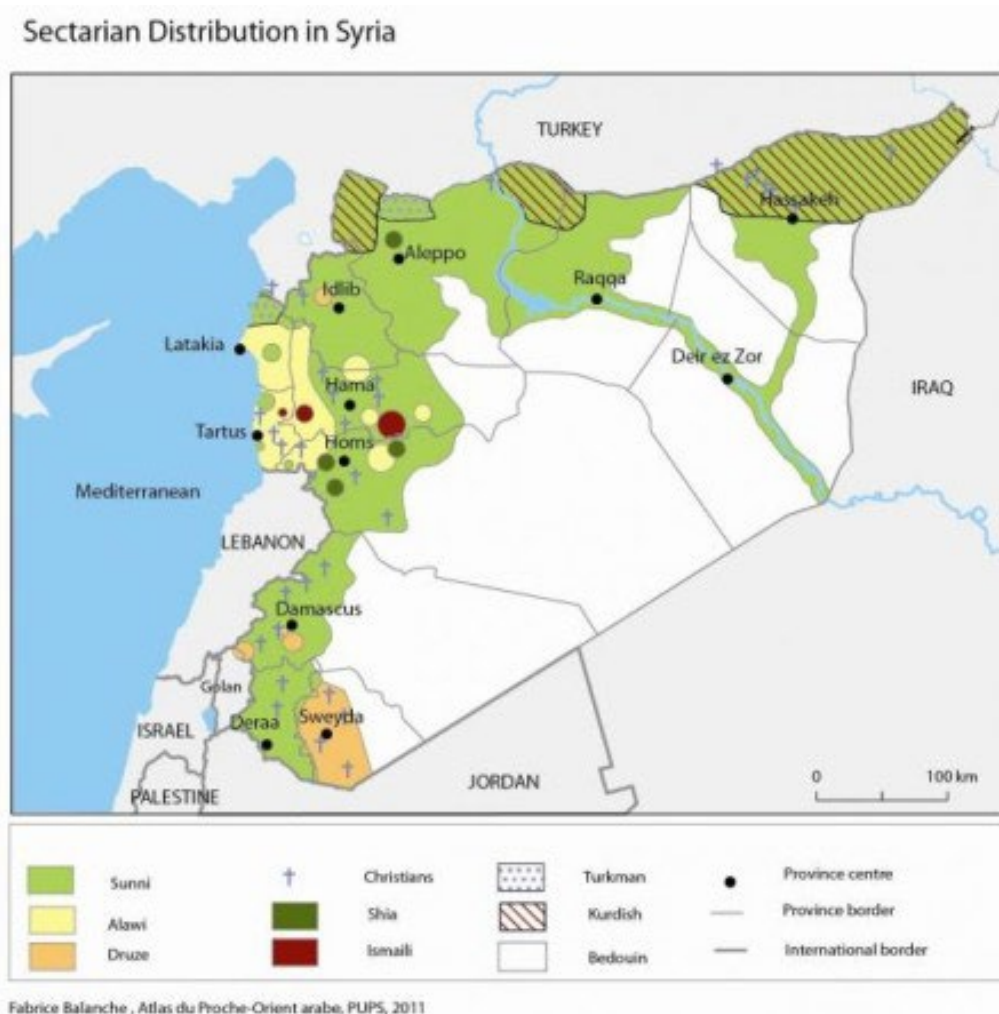 Sectarian Distribution in Syria
TURKEY
Hassakeh
Aleppo
Idlib
Raqqa
Latakia
Deir ez Zor
Hama
IRAQ
Tartus
Homs
Mediterranean
LEBANON
Damascus
Golan
Deraa
Sweyda
ISRAEL
JORDAN
PALESTINE
0 100 km
Sunni
Alawi
Druze
Christians
Shia
Ismaili
Turkman
Kurdish
Bedouin
Province centre
Province border
International border
Fabrice Balanche , Atlas du Proche-Orient arabe, PUPS, 2011